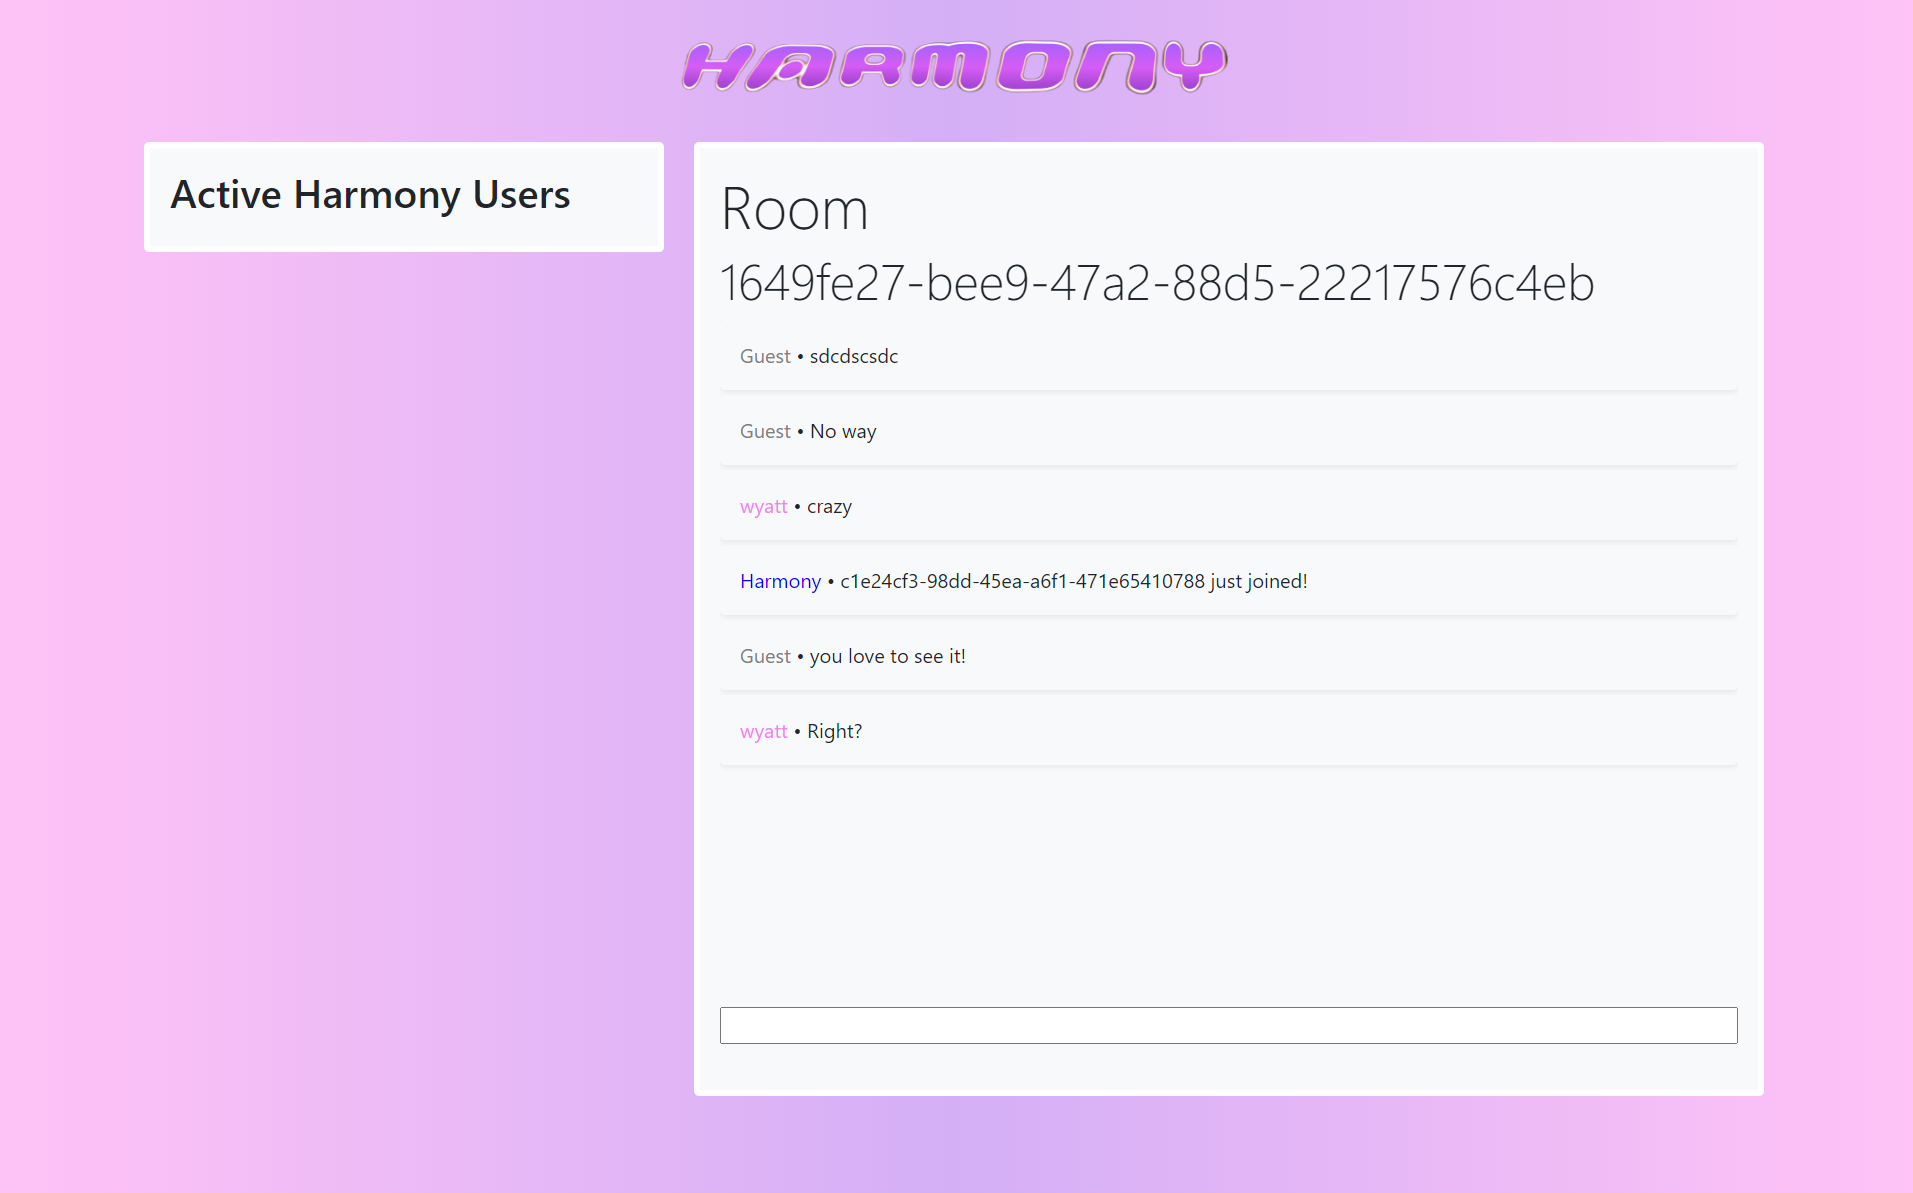 HARMONY
Active Harmony Users
Room
1649fe27-bee9-47a2-88d5-22217576c4eb
Guest • sdcdscsdc
Guest • No way
wyatt • crazy
Harmony • c1e24cf3-98dd-45ea-a6f1-471e65410788 just joined!
Guest • you love to see it!
wyatt • Right?